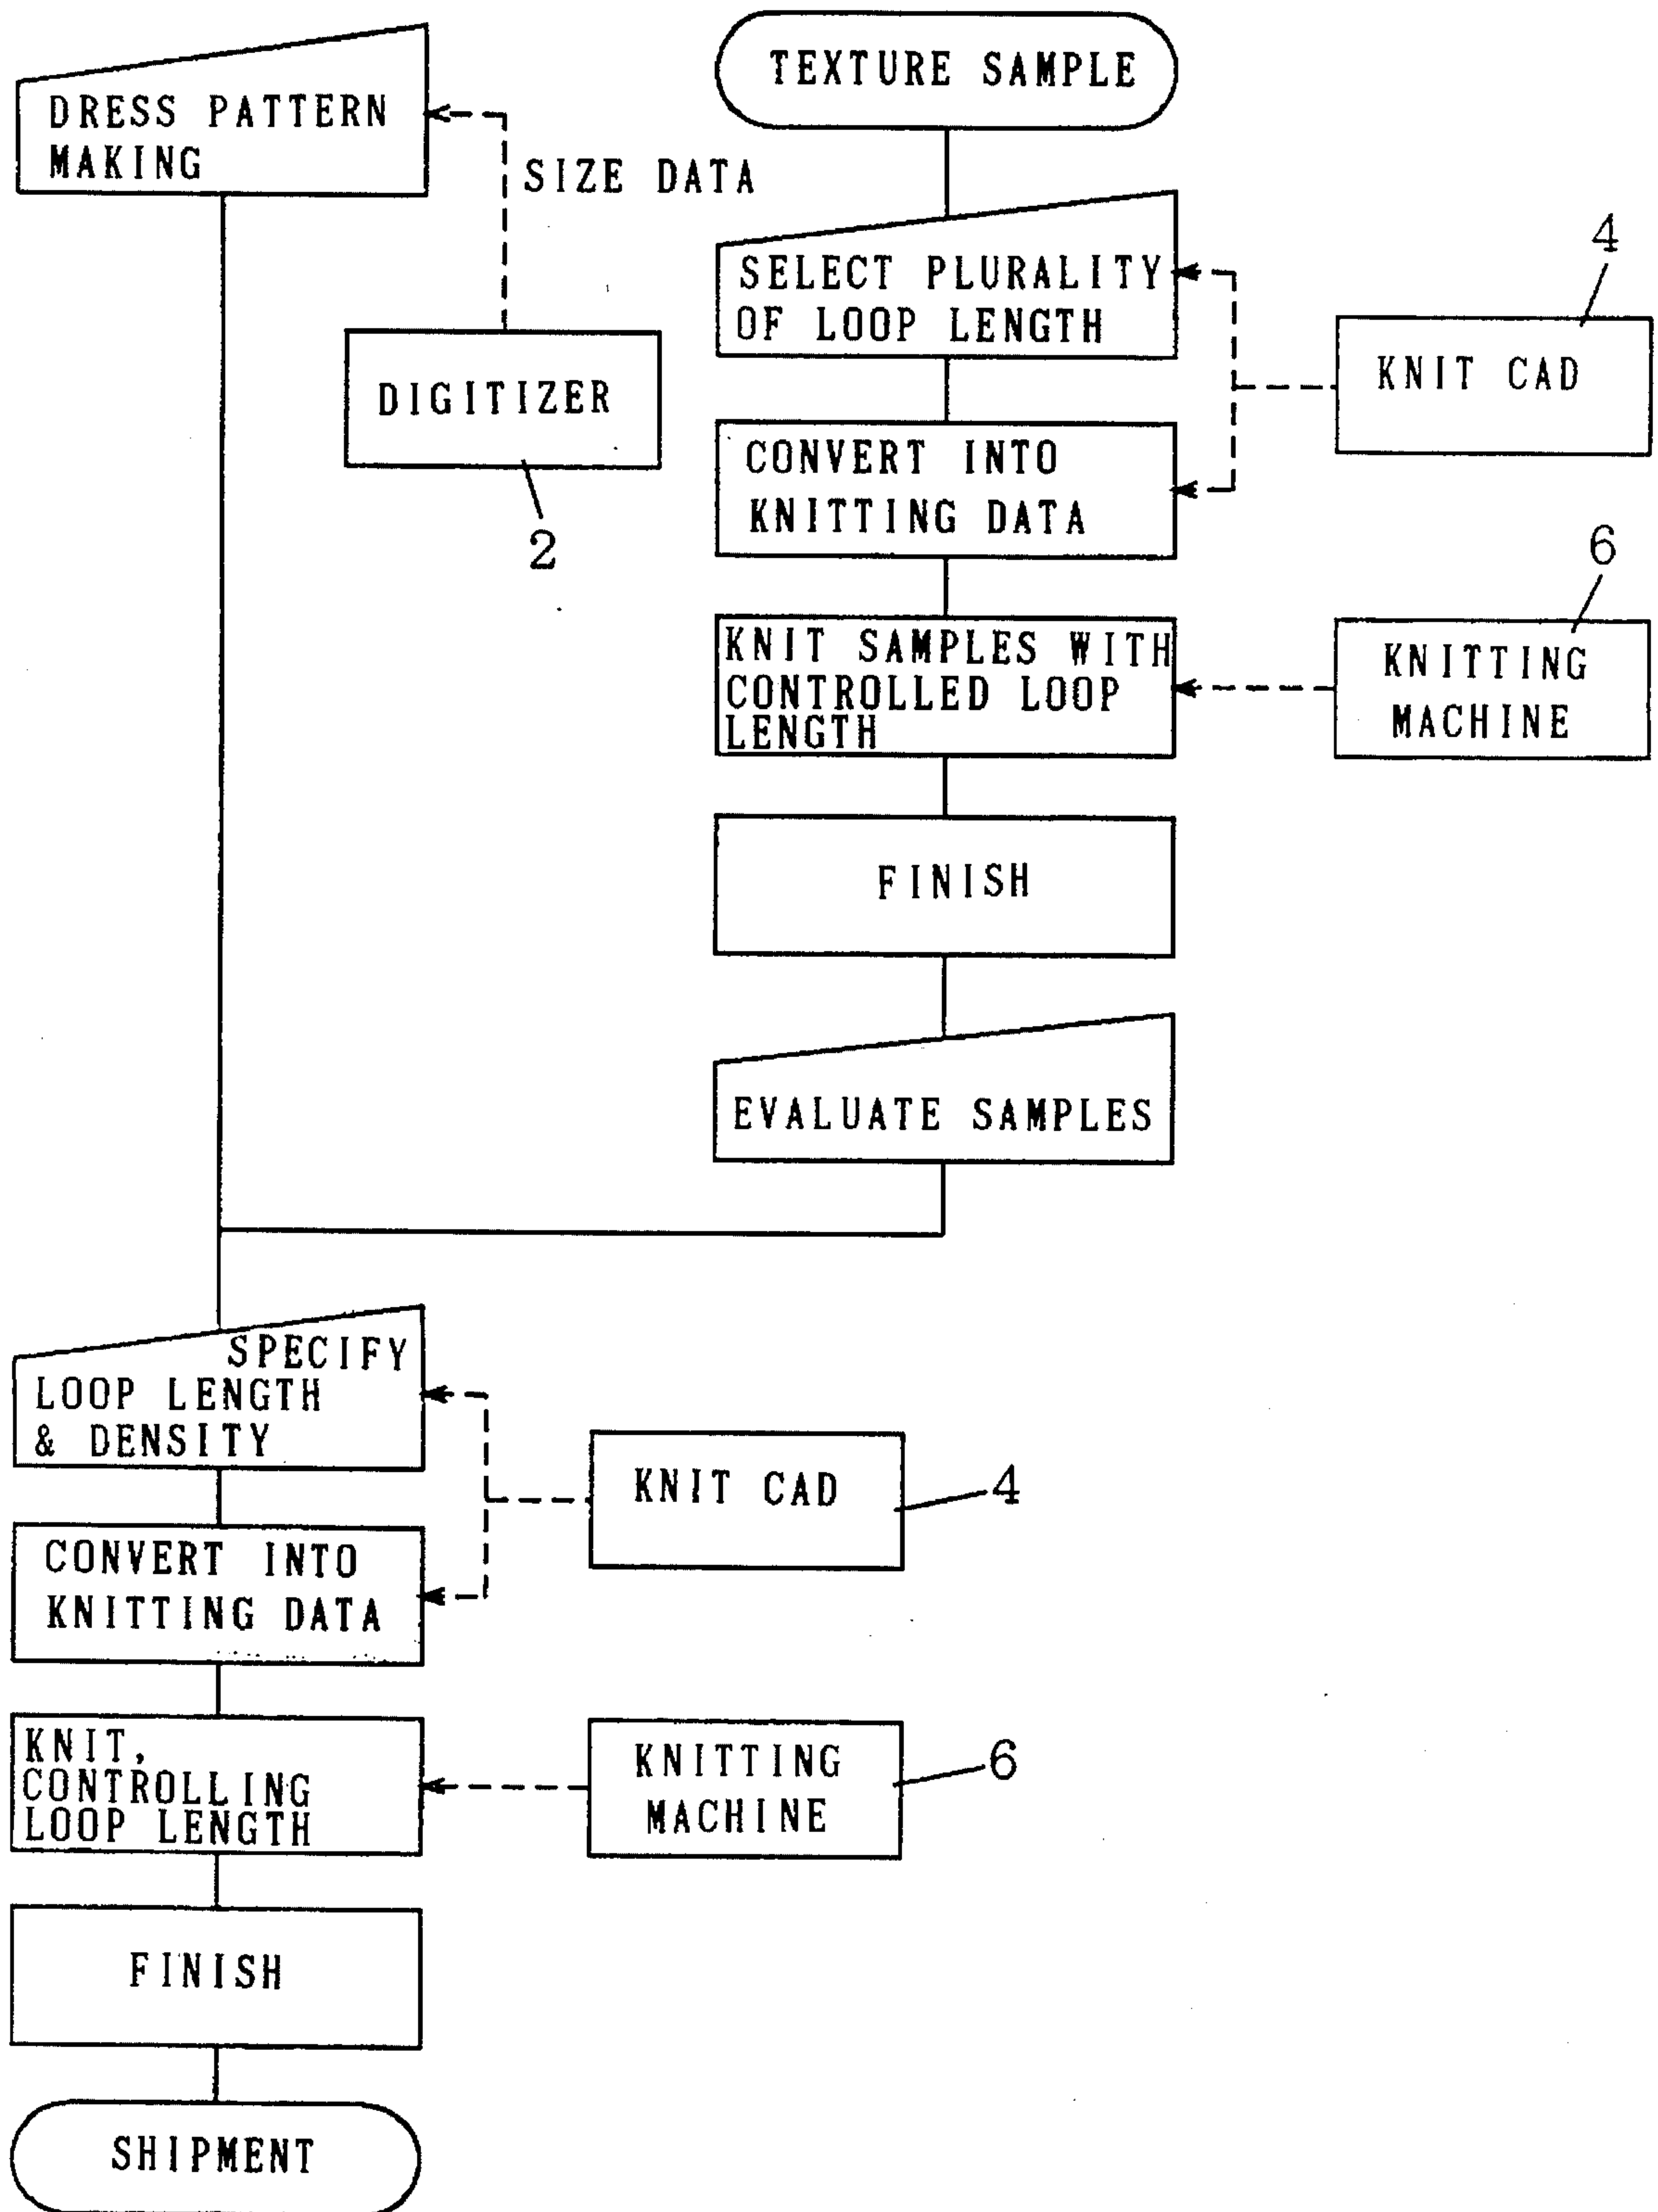 DRESS PATTERN
MAKING
SIZE DATA
DIGITIZER
2
TEXTURE SAMPLE
SELECT PLURALITY
OF LOOP LENGTH
4
KNIT CAD
CONVERT INTO
KNITTING DATA
6
KNIT SAMPLES WITH
CONTROLLED LOOP
LENGTH
KNITTING
MACHINE
FINISH
EVALUATE SAMPLES
SPECIFY
LOOP LENGTH
& DENSITY
KNIT CAD
4
CONVERT INTO
KNITTING DATA
KNIT,
CONTROLLING
LOOP LENGTH
KNITTING
MACHINE
6
FINISH
SHIPMENT